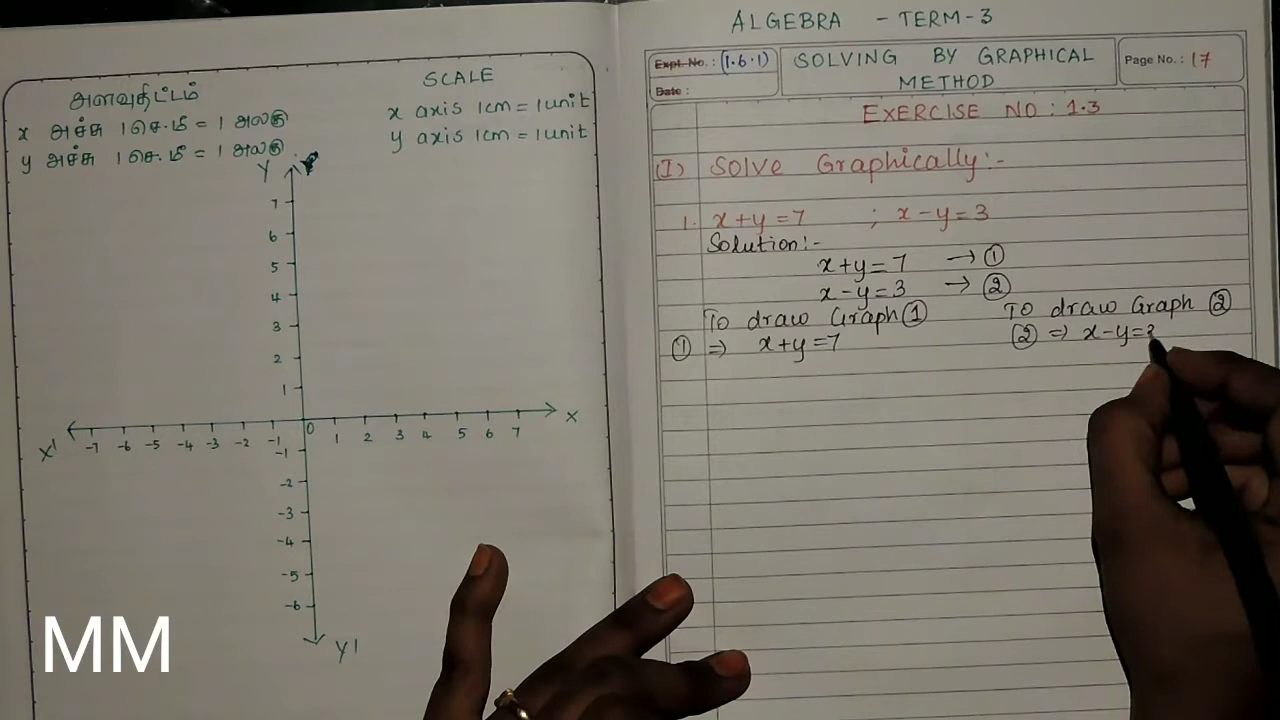 அளவுதிட்டம்
x அச்சு 1செ.மீ = 1 அலகு
y அச்சு 1செ.மீ = 1 அலகு
SCALE
x axis 1cm = 1unit
y axis 1cm = 1unit
Y
7
6
5
4
3
2
1
X' -7 -6 -5 -4 -3 -2 -1 0 1 2 3 4 5 6 7 X
-1
-2
-3
-4
-5
-6
Y'
MM
ALGEBRA - TERM-3
Expt. No. : (1.6.1)
Date :
SOLVING BY GRAPHICAL
METHOD
Page No. : 17
EXERCISE NO : 1.3
(I) Solve Graphically:-
1. x+y=7 ; x-y=3
Solution:-
x+y=7 → ①
x-y=3 → ②
To draw Graph ① To draw Graph ②
① ⇒ x+y=7 ② ⇒ x-y=3